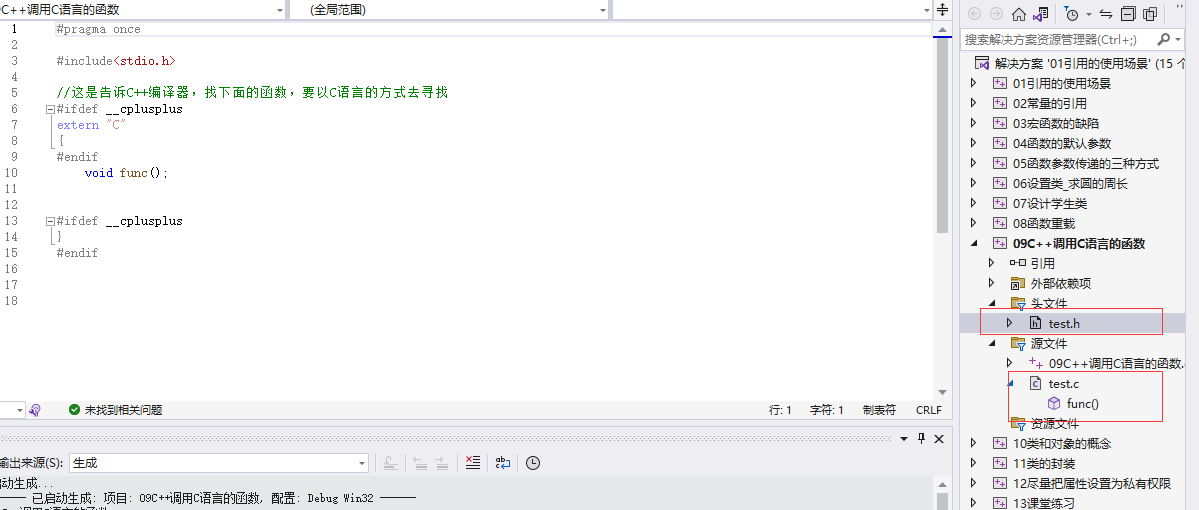 C++调用C语言的函数
(全局范围)
1 #pragma once
2
3 #include<stdio.h>
4
5 //这是告诉C++编译器，找下面的函数，要以C语言的方式去寻找
6 #ifdef __cplusplus
7 extern "C"
8 {
9 #endif
10 void func();
11
12
13 #ifdef __cplusplus
14 }
15 #endif
16
17
18
未找到相关问题
行: 1 字符: 1 制表符 CRLF
输出来源(S): 生成
启动生成...
已启动生成: 项目: 09C++调用C语言的函数, 配置: Debug Win32
搜索解决方案资源管理器(Ctrl+;)
解决方案 '01引用的使用场景' (15 个
01引用的使用场景
02常量的引用
03宏函数的缺陷
04函数的默认参数
05函数参数传递的三种方式
06设置类_求圆的周长
07设计学生类
08函数重载
09C++调用C语言的函数
引用
外部依赖项
头文件
test.h
源文件
09C++调用C语言的函数.
test.c
func()
资源文件
10类和对象的概念
11类的封装
12尽量把属性设置为私有权限
13课堂练习